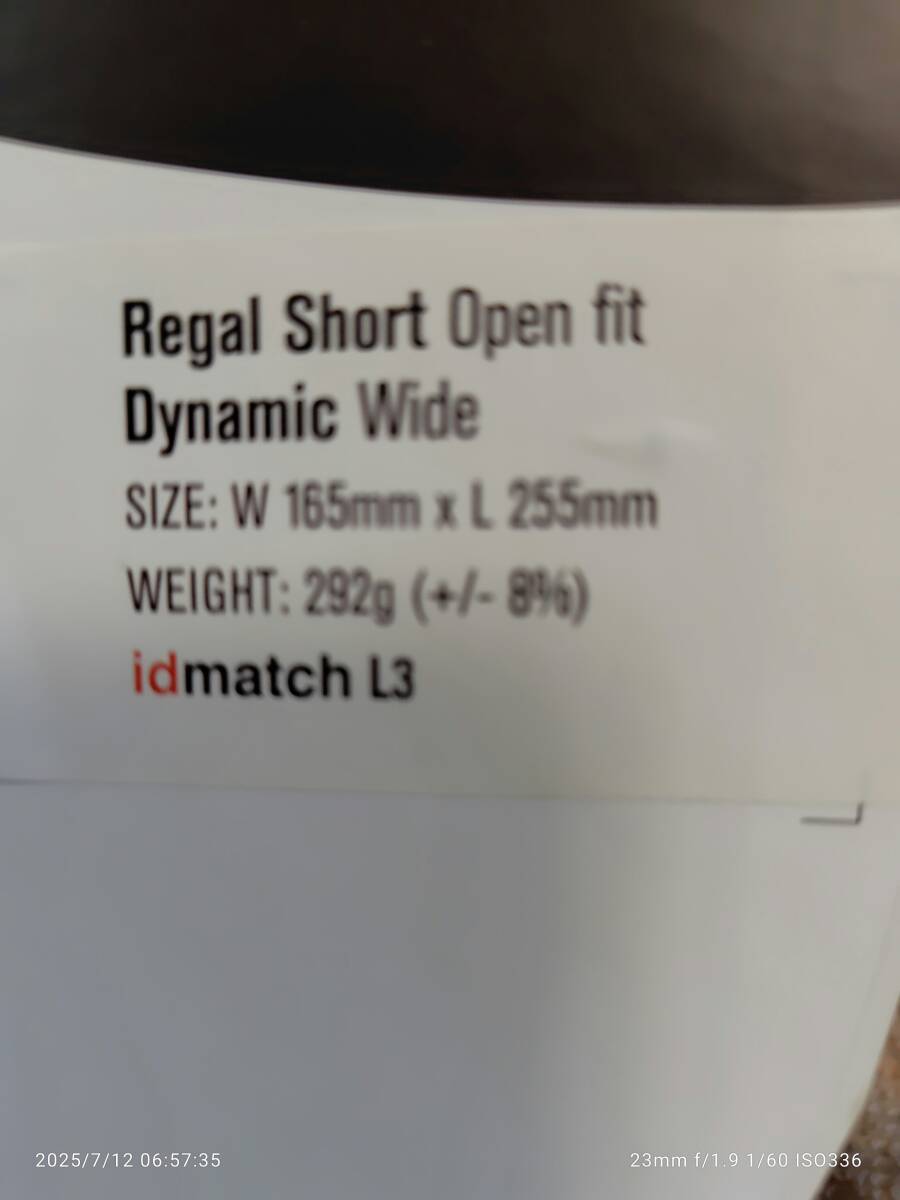 Regal Short Open fit
Dynamic Wide
SIZE: W 165mm x L 255mm
WEIGHT: 292g (+/- 8%)
idmatch L3
2025/7/12 06:57:35
23mm f/1.9 1/60 ISO336